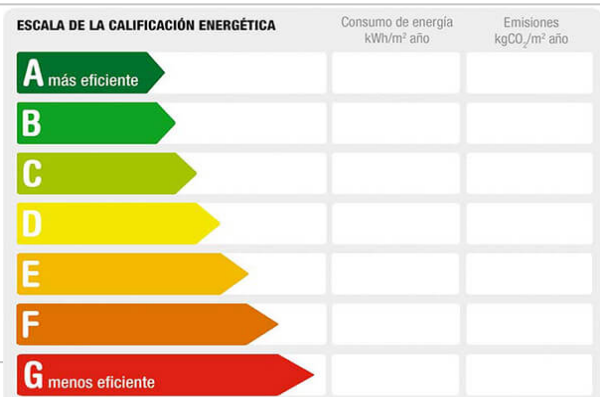 ESCALA DE LA CALIFICACIÓN ENERGÉTICA
Consumo de energía
kWh/m² año
Emisiones
kgCO₂/m² año
A más eficiente
B
C
D
E
F
G menos eficiente